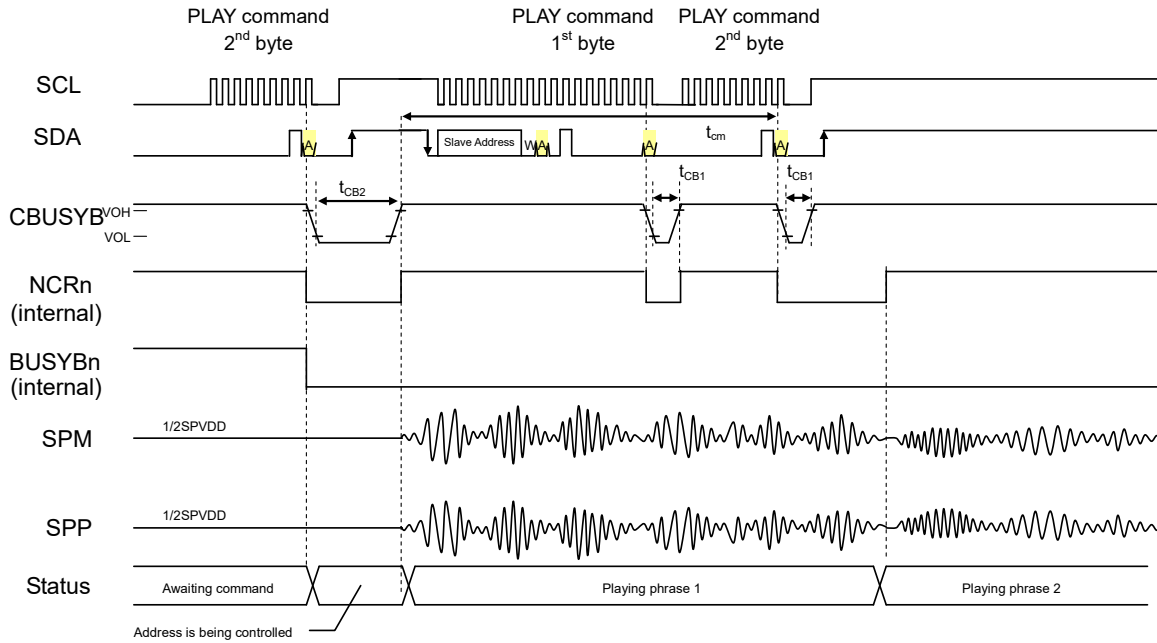 PLAY command
2nd byte
PLAY command
1st byte
PLAY command
2nd byte
SCL
SDA
A
Slave Address
W
A
A
tcm
A
tCB2
tCB1
tCB1
CBUSYB
VOH
VOL
NCRn
(internal)
BUSYBn
(internal)
SPM
1/2SPVDD
SPP
1/2SPVDD
Status
Awaiting command
Playing phrase 1
Playing phrase 2
Address is being controlled